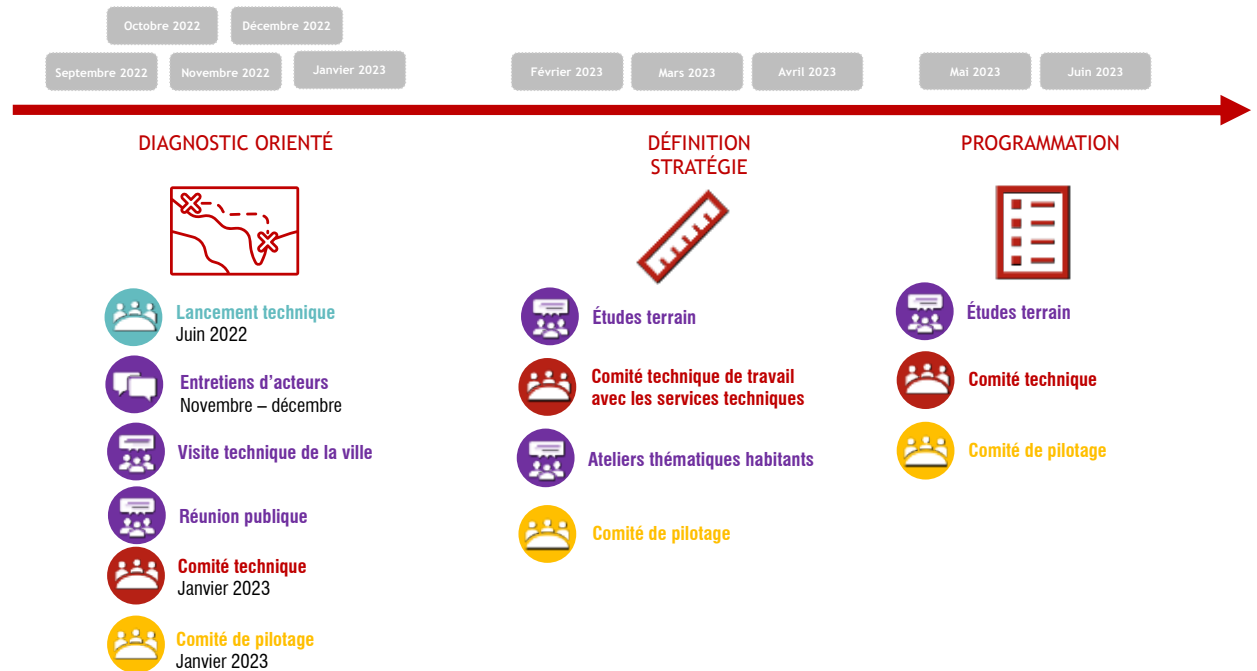 Octobre 2022
Décembre 2022
Septembre 2022
Novembre 2022
Janvier 2023
Février 2023
Mars 2023
Avril 2023
Mai 2023
Juin 2023
DIAGNOSTIC ORIENTÉ
Lancement technique
Juin 2022
Entretiens d'acteurs
Novembre – décembre
Visite technique de la ville
Réunion publique
Comité technique
Janvier 2023
Comité de pilotage
Janvier 2023
DÉFINITION
STRATÉGIE
Études terrain
Comité technique de travail
avec les services techniques
Ateliers thématiques habitants
Comité de pilotage
PROGRAMMATION
Études terrain
Comité technique
Comité de pilotage